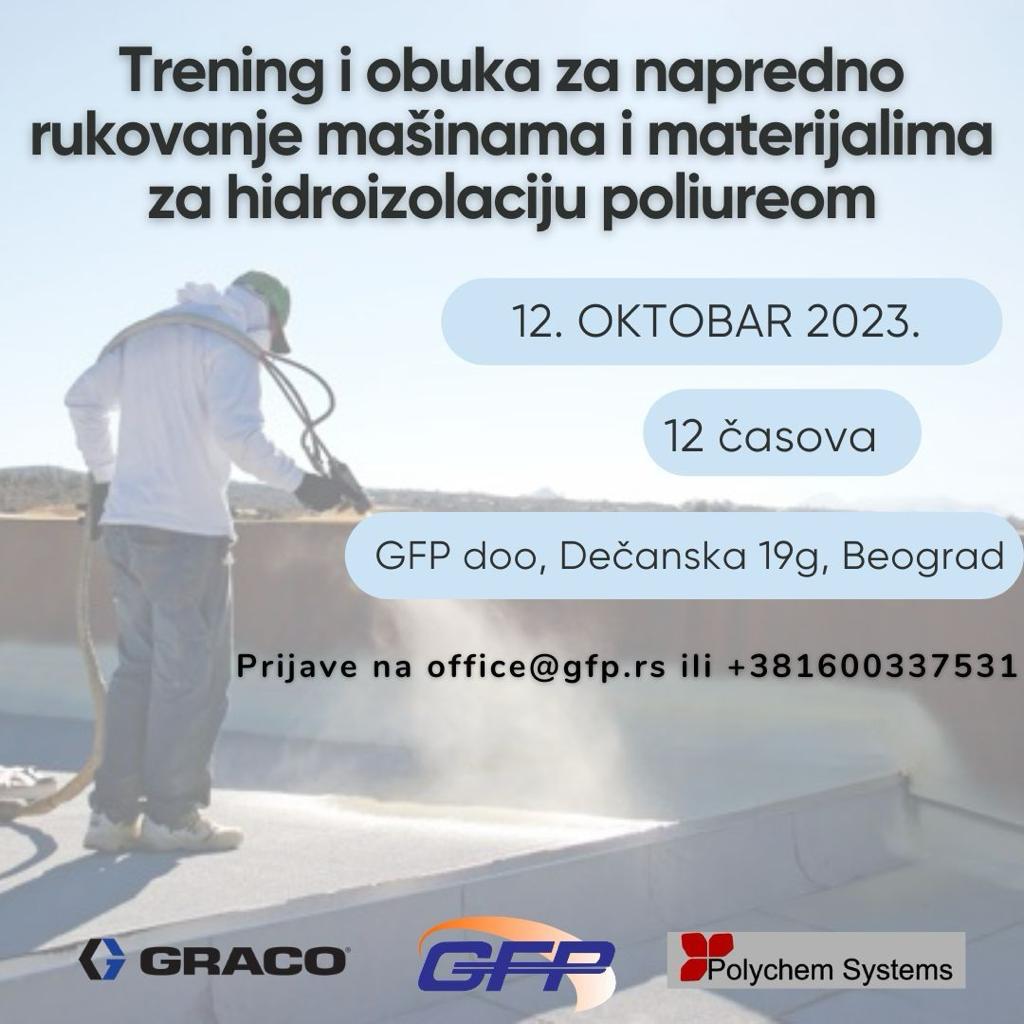 Trening i obuka za napredno
rukovanje mašinama i materijalima
za hidroizolaciju poliureom
12. OKTOBAR 2023.
12 časova
GFP doo, Dečanska 19g, Beograd
Prijave na office@gfp.rs ili +381600337531
GRACO®
GFP
Polychem Systems